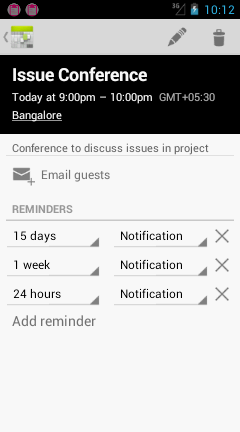 3G
10:12
Issue Conference
Today at 9:00pm – 10:00pm GMT+05:30
Bangalore
Conference to discuss issues in project
Email guests
REMINDERS
15 days Notification
1 week Notification
24 hours Notification
Add reminder